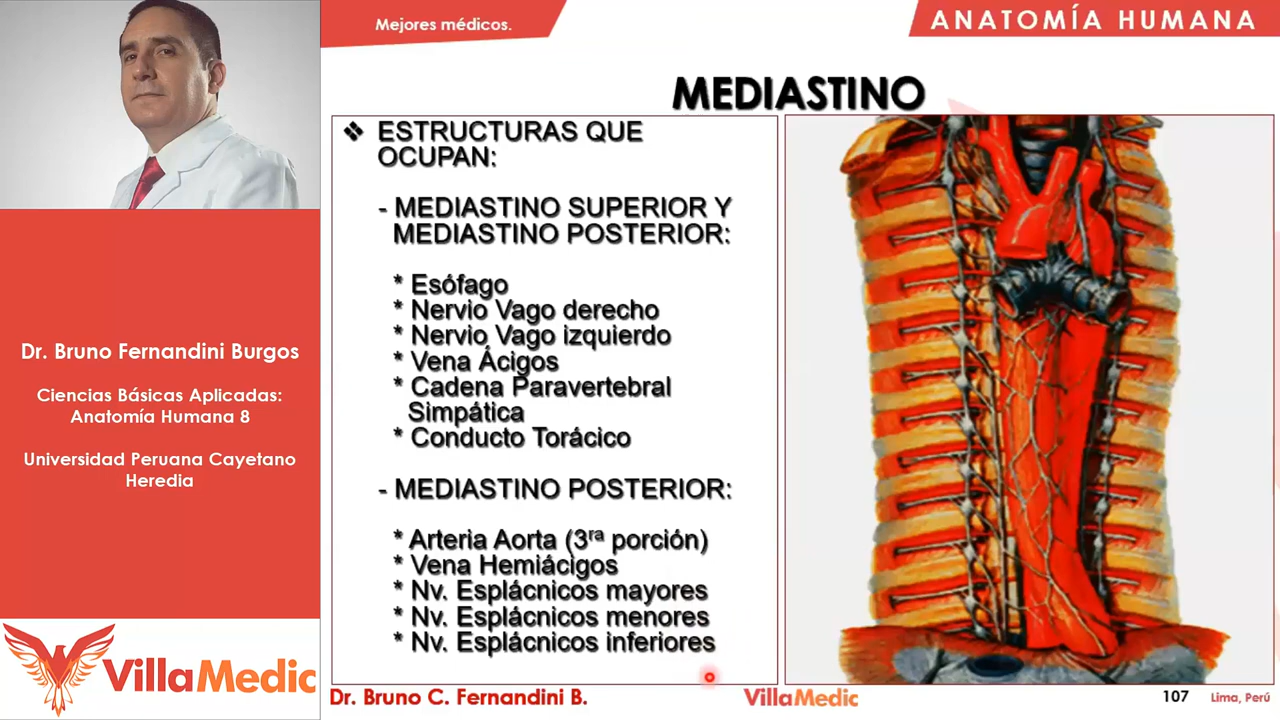 Mejores médicos.
ANATOMÍA HUMANA
MEDIASTINO
❖ ESTRUCTURAS QUE
OCUPAN:
- MEDIASTINO SUPERIOR Y
MEDIASTINO POSTERIOR:
* Esófago
* Nervio Vago derecho
* Nervio Vago izquierdo
* Vena Ácigos
* Cadena Paravertebral
Simpática
* Conducto Torácico
- MEDIASTINO POSTERIOR:
* Arteria Aorta (3ra porción)
* Vena Hemiácigos
* Nv. Esplácnicos mayores
* Nv. Esplácnicos menores
* Nv. Esplácnicos inferiores
Dr. Bruno Fernandini Burgos
Ciencias Básicas Aplicadas:
Anatomía Humana 8
Universidad Peruana Cayetano
Heredia
VillaMedic
Dr. Bruno C. Fernandini B.
VillaMedic
107
Lima, Perú